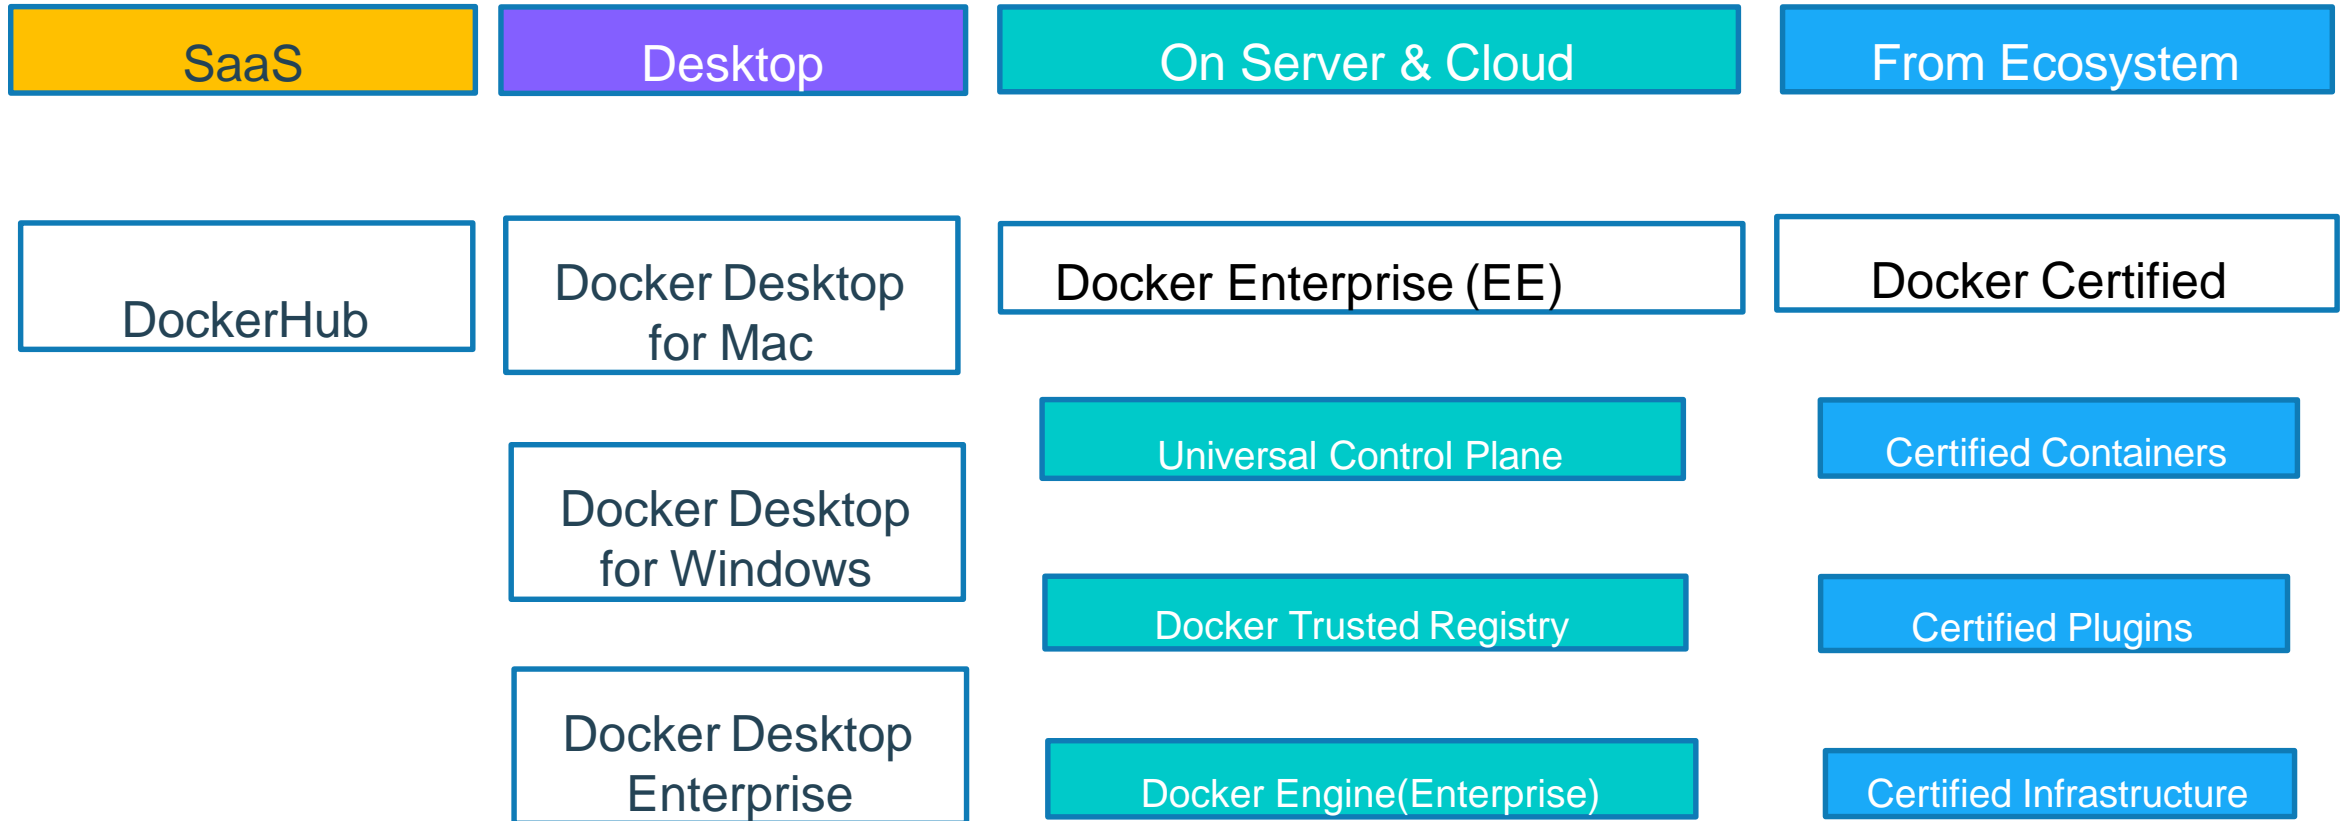 SaaS
Desktop
On Server & Cloud
From Ecosystem
DockerHub
Docker Desktop
for Mac
Docker Enterprise (EE)
Docker Certified
Docker Desktop
for Windows
Universal Control Plane
Certified Containers
Docker Trusted Registry
Certified Plugins
Docker Desktop
Enterprise
Docker Engine(Enterprise)
Certified Infrastructure